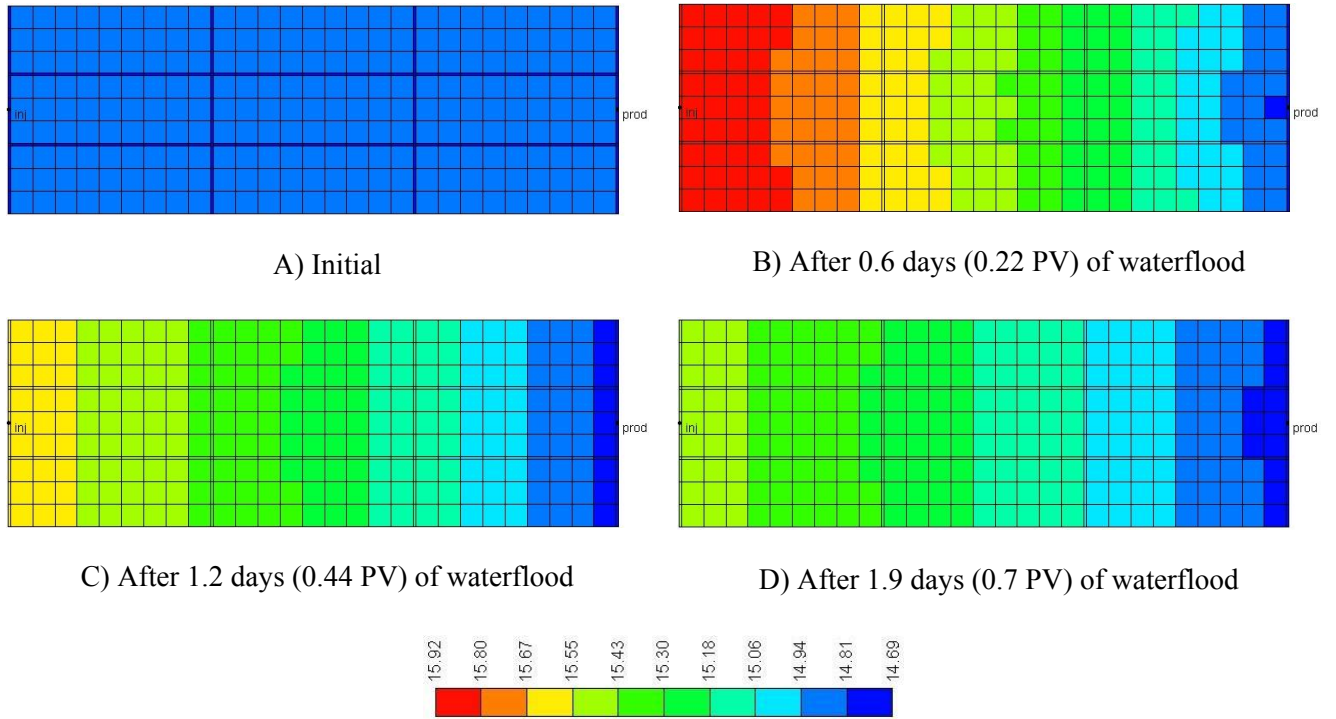 inj
prod
inj
prod
A) Initial
B) After 0.6 days (0.22 PV) of waterflood
inj
prod
inj
prod
C) After 1.2 days (0.44 PV) of waterflood
D) After 1.9 days (0.7 PV) of waterflood
15.92 15.80 15.67 15.55 15.43 15.30 15.18 15.06 14.94 14.81 14.69